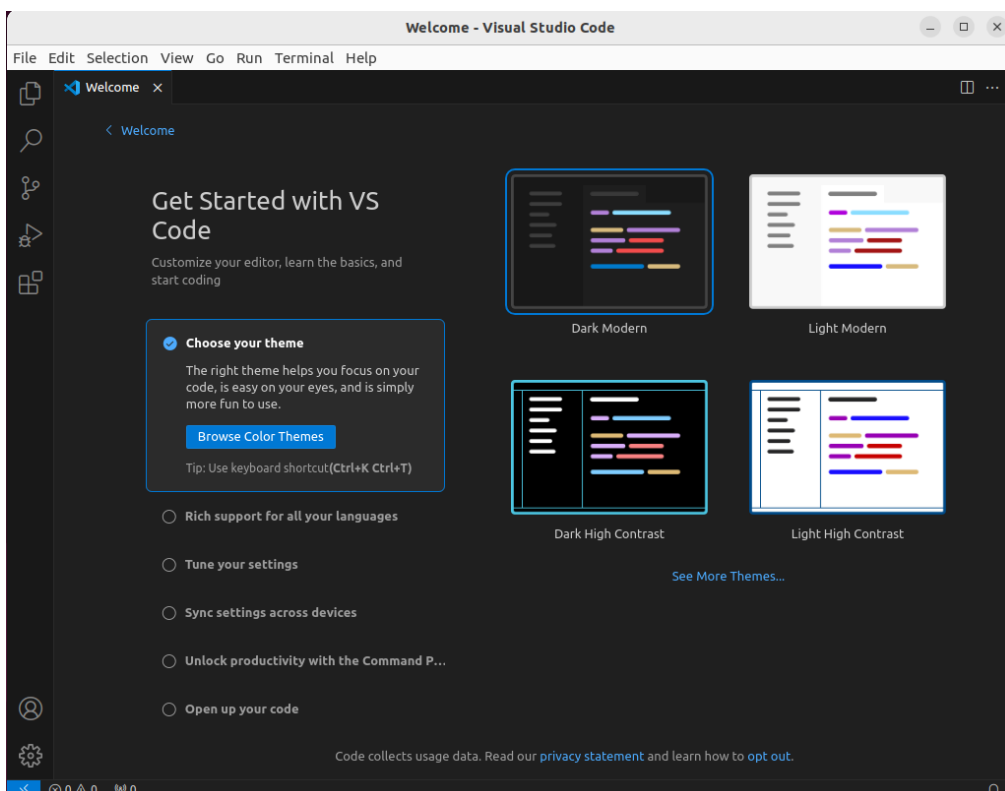 Welcome - Visual Studio Code
File Edit Selection View Go Run Terminal Help
Welcome
Welcome
Get Started with VS
Code
Customize your editor, learn the basics, and
start coding
Choose your theme
The right theme helps you focus on your
code, is easy on your eyes, and is simply
more fun to use.
Browse Color Themes
Tip: Use keyboard shortcut(Ctrl+K Ctrl+T)
Rich support for all your languages
Tune your settings
Sync settings across devices
Unlock productivity with the Command P...
Open up your code
Dark Modern
Light Modern
Dark High Contrast
Light High Contrast
See More Themes...
Code collects usage data. Read our privacy statement and learn how to opt out.
0 0 0